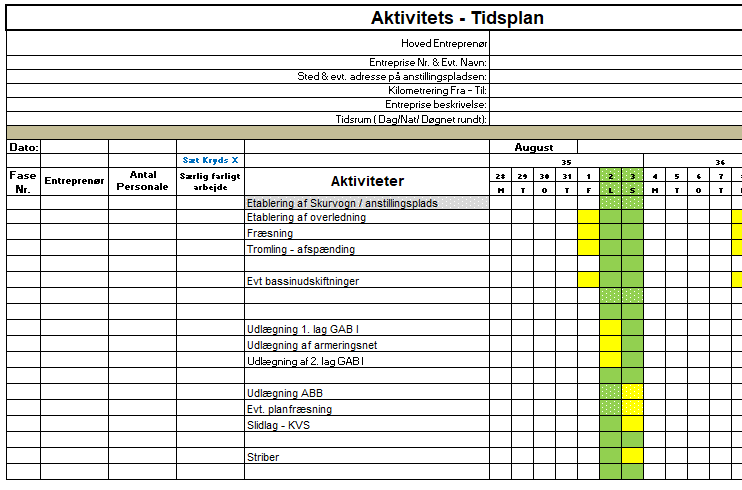 Aktivitets - Tidsplan
Hoved Entreprenør
Entreprise Nr. & Evt. Navn:
Sted & evt. adresse på anstillingspladsen:
Kilometrering Fra - Til:
Entreprise beskrivelse:
Tidsrum ( Dag/Nat/ Døgnet rundt):
Dato: August
Sæt Kryds X 35 36
Fase Nr. Entreprenør Antal Personale Særlig farligt arbejde Aktiviteter 28 29 30 31 1 2 3 4 5 6 7
M T O T F L S M T O T
Etablering af Skurvogn / anstillingsplads
Etablering af overledning
Fræsning
Tromling - afspænding
Evt bassinudskiftninger
Udlægning 1. lag GAB I
Udlægning af armeringsnet
Udlægning af 2. lag GAB I
Udlægning ABB
Evt. planfræsning
Slidlag - KVS
Striber